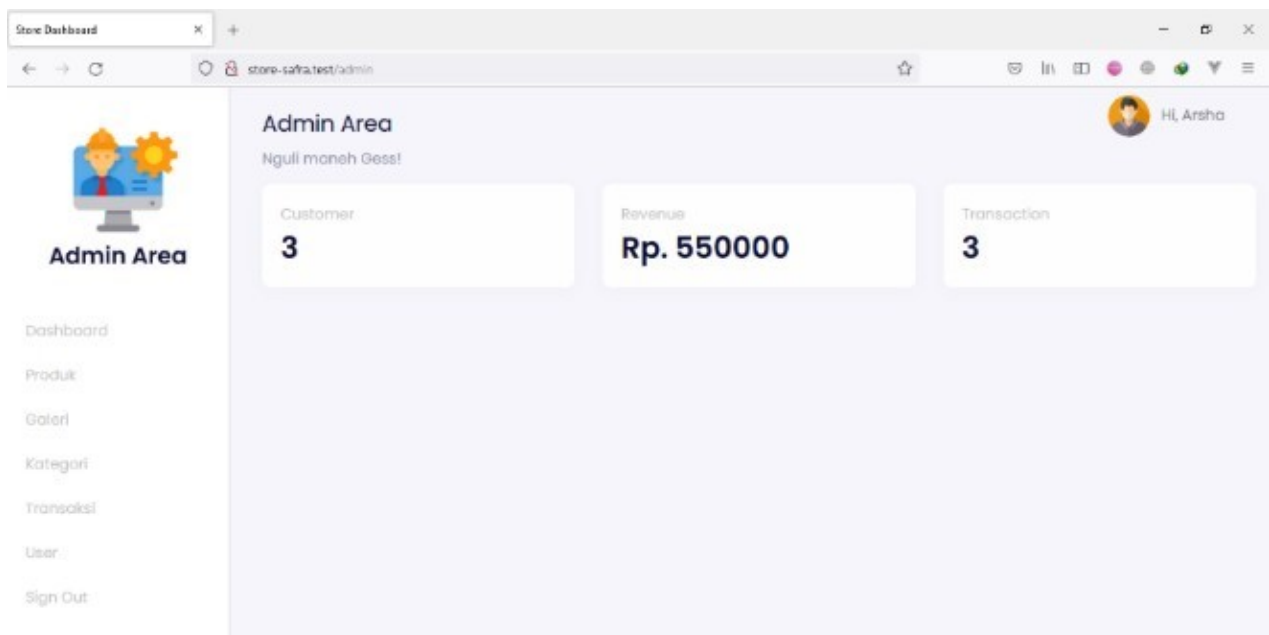 Store Dashboard
store-safra.test/admin
Admin Area
Nguli maneh Gess!
Hi, Arsha
Customer
3
Revenue
Rp. 550000
Transaction
3
Admin Area
Dashboard
Produk
Galeri
Kategori
Transaksi
User
Sign Out